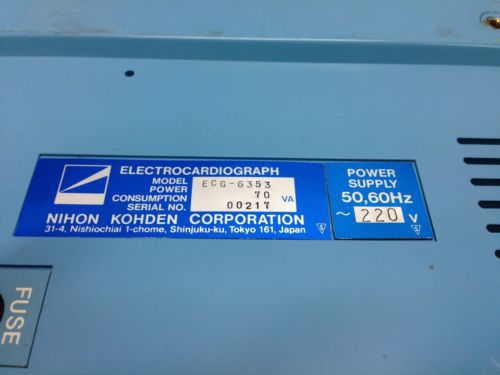 ELECTROCARDIOGRAPH
MODEL ECG-6353
POWER CONSUMPTION 70 VA
SERIAL NO. 00217
NIHON KOHDEN CORPORATION
31-4, Nishiochiai 1-chome, Shinjuku-ku, Tokyo 161, Japan
POWER
SUPPLY
50,60Hz
~ 220 V
FUSE